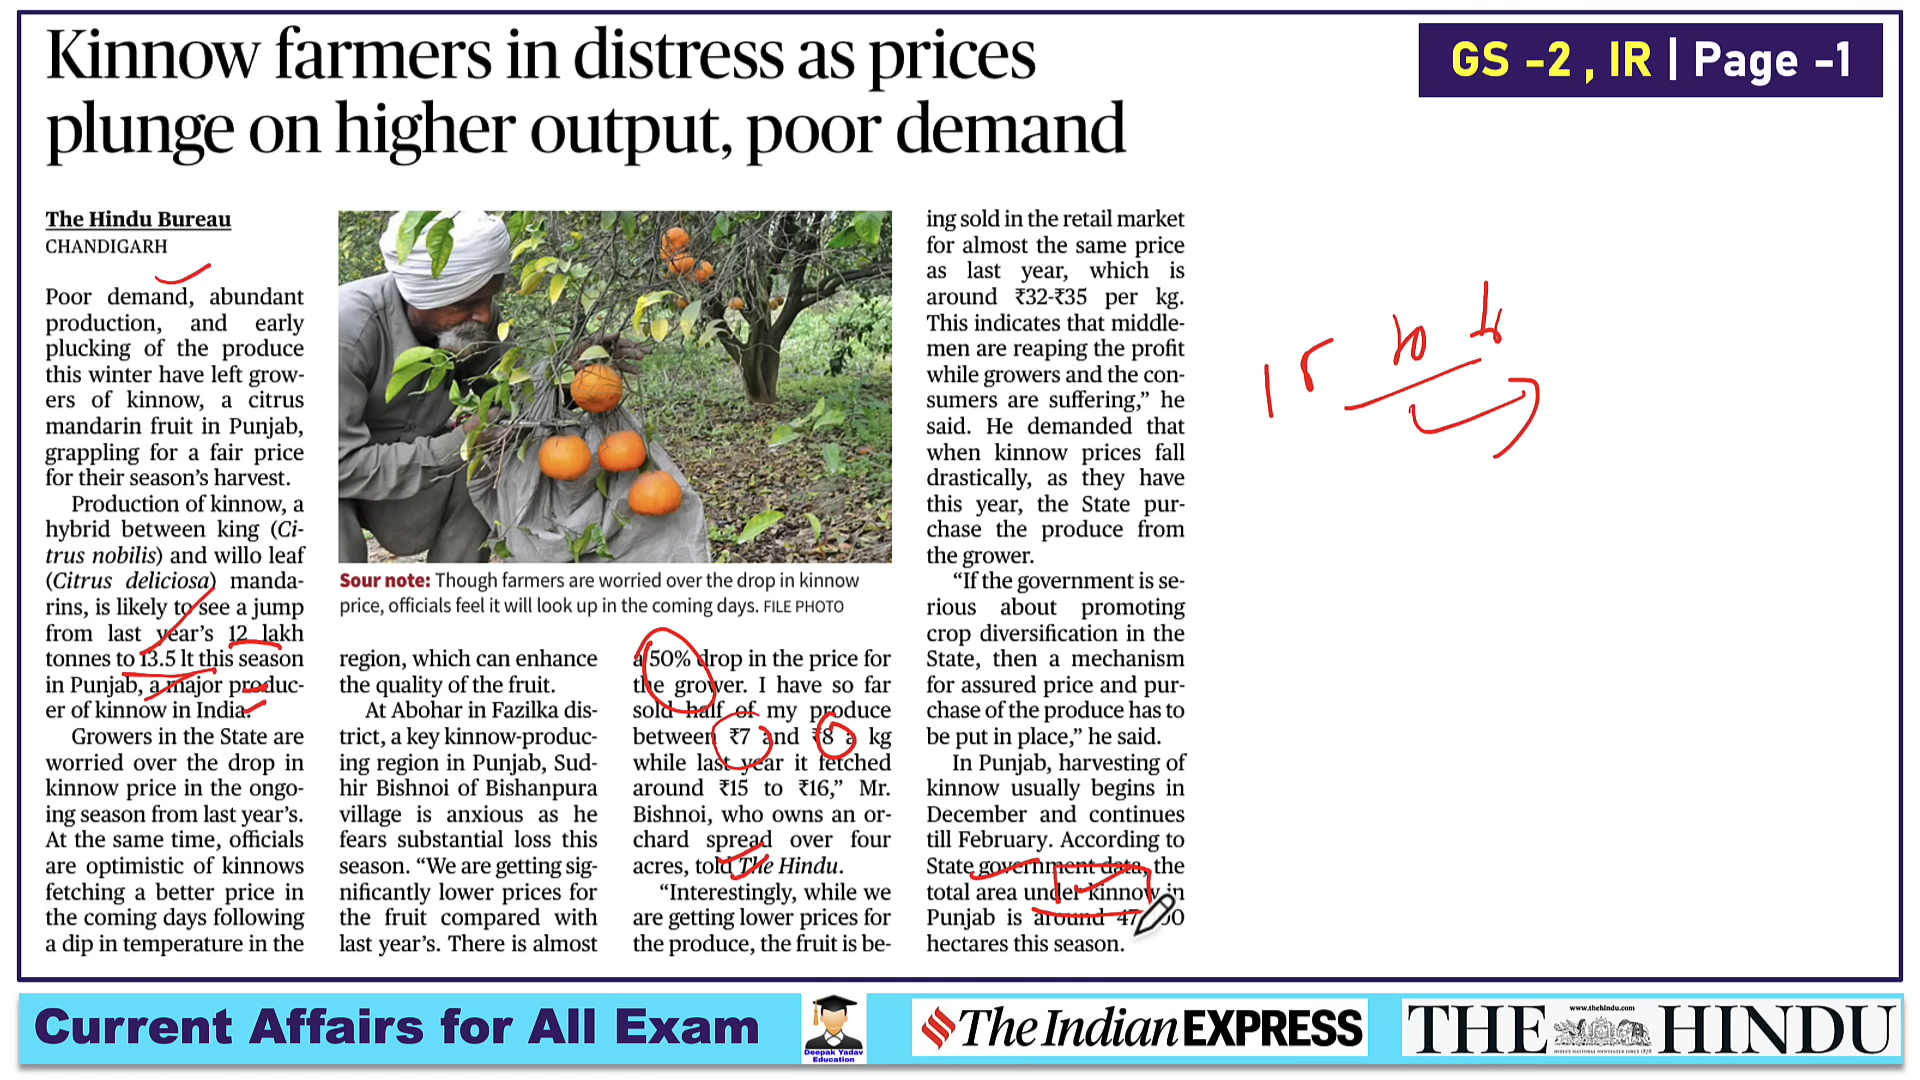 Kinnow farmers in distress as prices
plunge on higher output, poor demand
GS -2 , IR | Page -1
The Hindu Bureau
CHANDIGARH
Poor demand, abundant
production, and early
plucking of the produce
this winter have left grow-
ers of kinnow, a citrus
mandarin fruit in Punjab,
grappling for a fair price
for their season's harvest.
Production of kinnow, a
hybrid between king (Ci-
trus nobilis) and willo leaf
(Citrus deliciosa) manda-
rins, is likely to see a jump
from last year's 12 lakh
tonnes to 13.5 lt this season
in Punjab, a major produc-
er of kinnow in India.
Growers in the State are
worried over the drop in
kinnow price in the ongo-
ing season from last year's.
At the same time, officials
are optimistic of kinnows
fetching a better price in
the coming days following
a dip in temperature in the
Sour note: Though farmers are worried over the drop in kinnow
price, officials feel it will look up in the coming days. FILE PHOTO
region, which can enhance
the quality of the fruit.
At Abohar in Fazilka dis-
trict, a key kinnow-produc-
ing region in Punjab, Sud-
hir Bishnoi of Bishanpura
village is anxious as he
fears substantial loss this
season. "We are getting sig-
nificantly lower prices for
the fruit compared with
last year's. There is almost
a 50% drop in the price for
the grower. I have so far
sold half of my produce
between ₹7 and ₹8 a kg
while last year it fetched
around ₹15 to ₹16," Mr.
Bishnoi, who owns an or-
chard spread over four
acres, told The Hindu.
"Interestingly, while we
are getting lower prices for
the produce, the fruit is be-
ing sold in the retail market
for almost the same price
as last year, which is
around ₹32-₹35 per kg.
This indicates that middle-
men are reaping the profit
while growers and the con-
sumers are suffering," he
said. He demanded that
when kinnow prices fall
drastically, as they have
this year, the State pur-
chase the produce from
the grower.
"If the government is se-
rious about promoting
crop diversification in the
State, then a mechanism
for assured price and pur-
chase of the produce has to
be put in place," he said.
In Punjab, harvesting of
kinnow usually begins in
December and continues
till February. According to
State government data, the
total area under kinnow in
Punjab is around
hectares this season.
15 to
Current Affairs for All Exam
Deepak Yadav
Education
The Indian EXPRESS
www.thehindu.com
THE HINDU